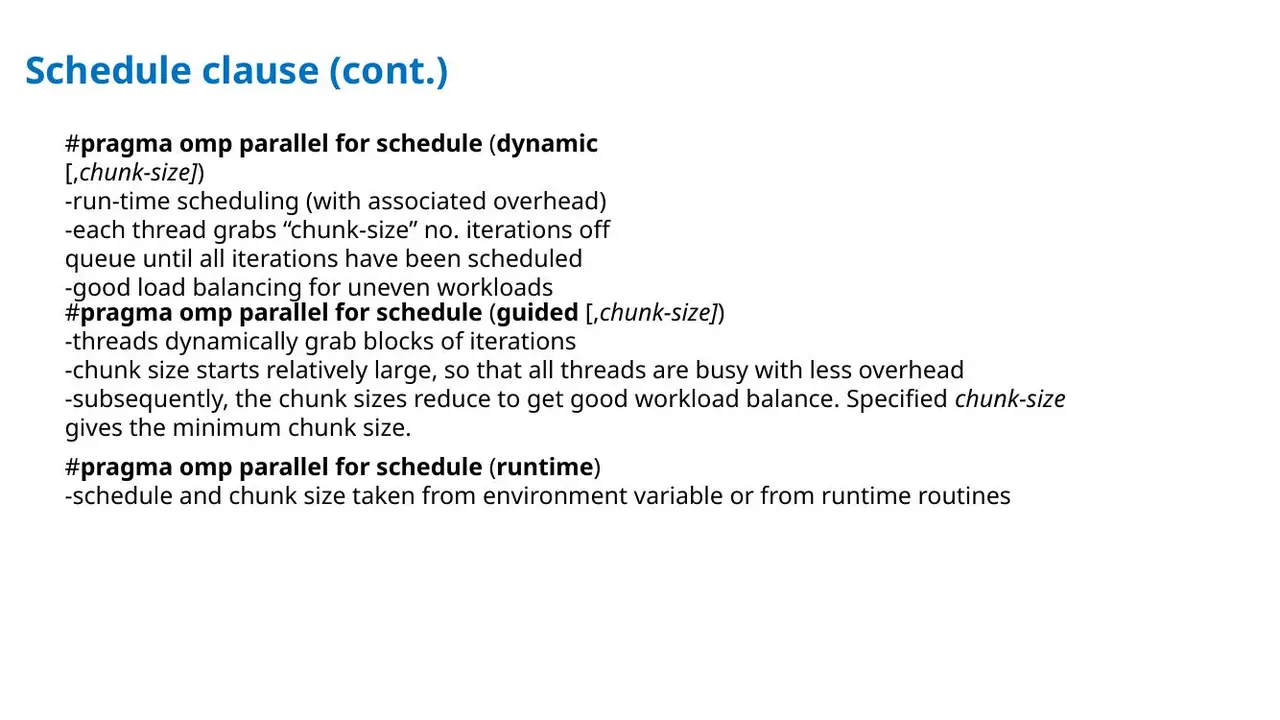 Schedule clause (cont.)
#pragma omp parallel for schedule (dynamic
[,chunk-size])
-run-time scheduling (with associated overhead)
-each thread grabs “chunk-size” no. iterations off
queue until all iterations have been scheduled
-good load balancing for uneven workloads
#pragma omp parallel for schedule (guided [,chunk-size])
-threads dynamically grab blocks of iterations
-chunk size starts relatively large, so that all threads are busy with less overhead
-subsequently, the chunk sizes reduce to get good workload balance. Specified chunk-size
gives the minimum chunk size.
#pragma omp parallel for schedule (runtime)
-schedule and chunk size taken from environment variable or from runtime routines